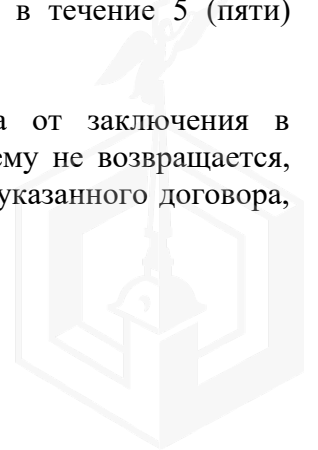 в течение 5 (пяти)
от заключения в
ему не возвращается,
указанного договора,